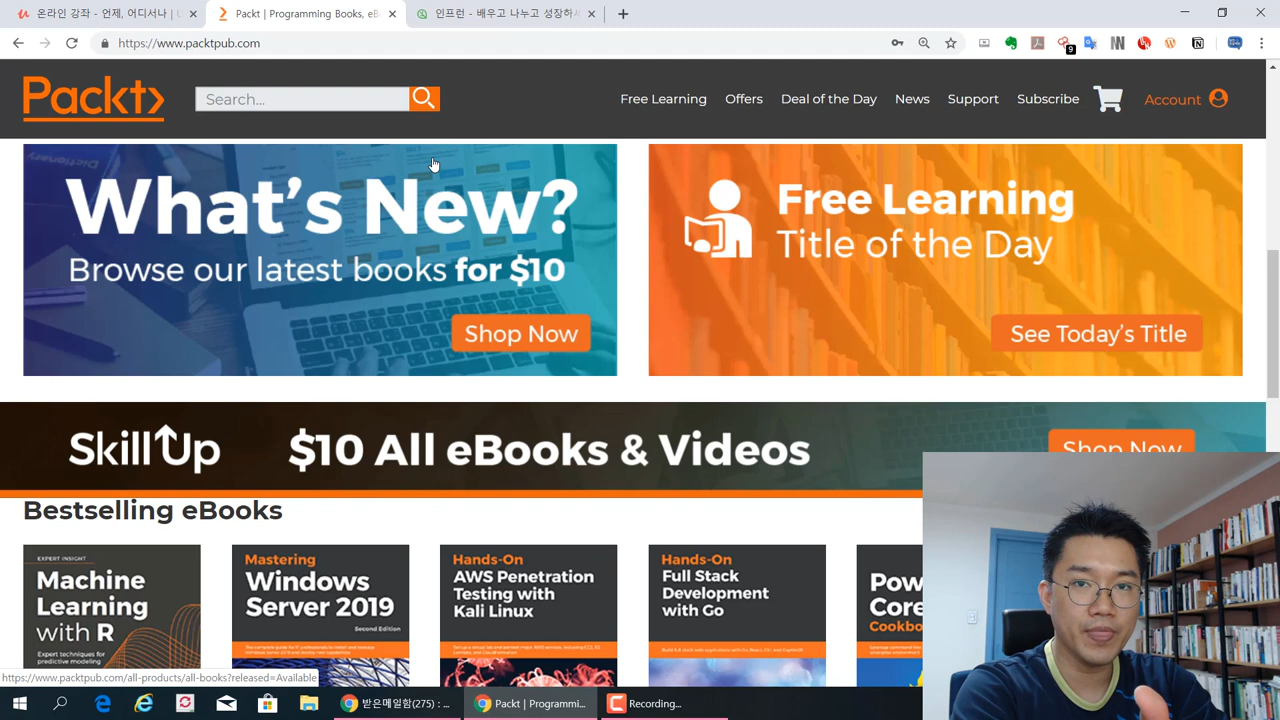 온라인 강좌 - 언제, 어디서나 | U
Packt | Programming Books, eB
인프런 - 배우고 나누고 성장하세
https://www.packtpub.com
9
Packt>
Search...
Free Learning
Offers
Deal of the Day
News
Support
Subscribe
Account
What's New?
Browse our latest books for $10
Shop Now
Free Learning
Title of the Day
See Today's Title
SkillUp
$10 All eBooks & Videos
Shop Now
Bestselling eBooks
EXPERT INSIGHT
Machine
Learning
with R
Expert techniques for
predictive modeling
Mastering
Windows
Server 2019
Second Edition
Hands-On
AWS Penetration
Testing with
Kali Linux
Hands-On
Full Stack
Development
with Go
Pow
Core
Cookbo
https://www.packtpub.com/all-products/all-books?released=Available
받은메일함(275) : ..
Packt | Programmi...
Recording...